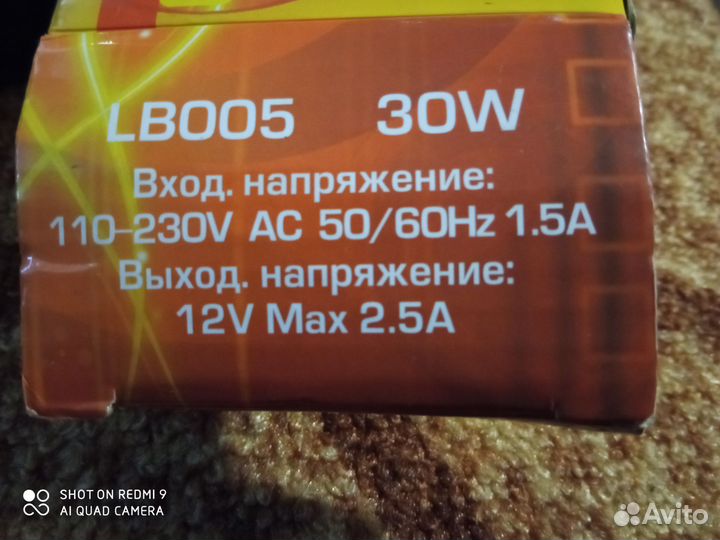 LB005 30W
Вход. напряжение:
110-230V AC 50/60Hz 1.5A
Выход. напряжение:
12V Max 2.5A
SHOT ON REDMI 9
AI QUAD CAMERA
Avito